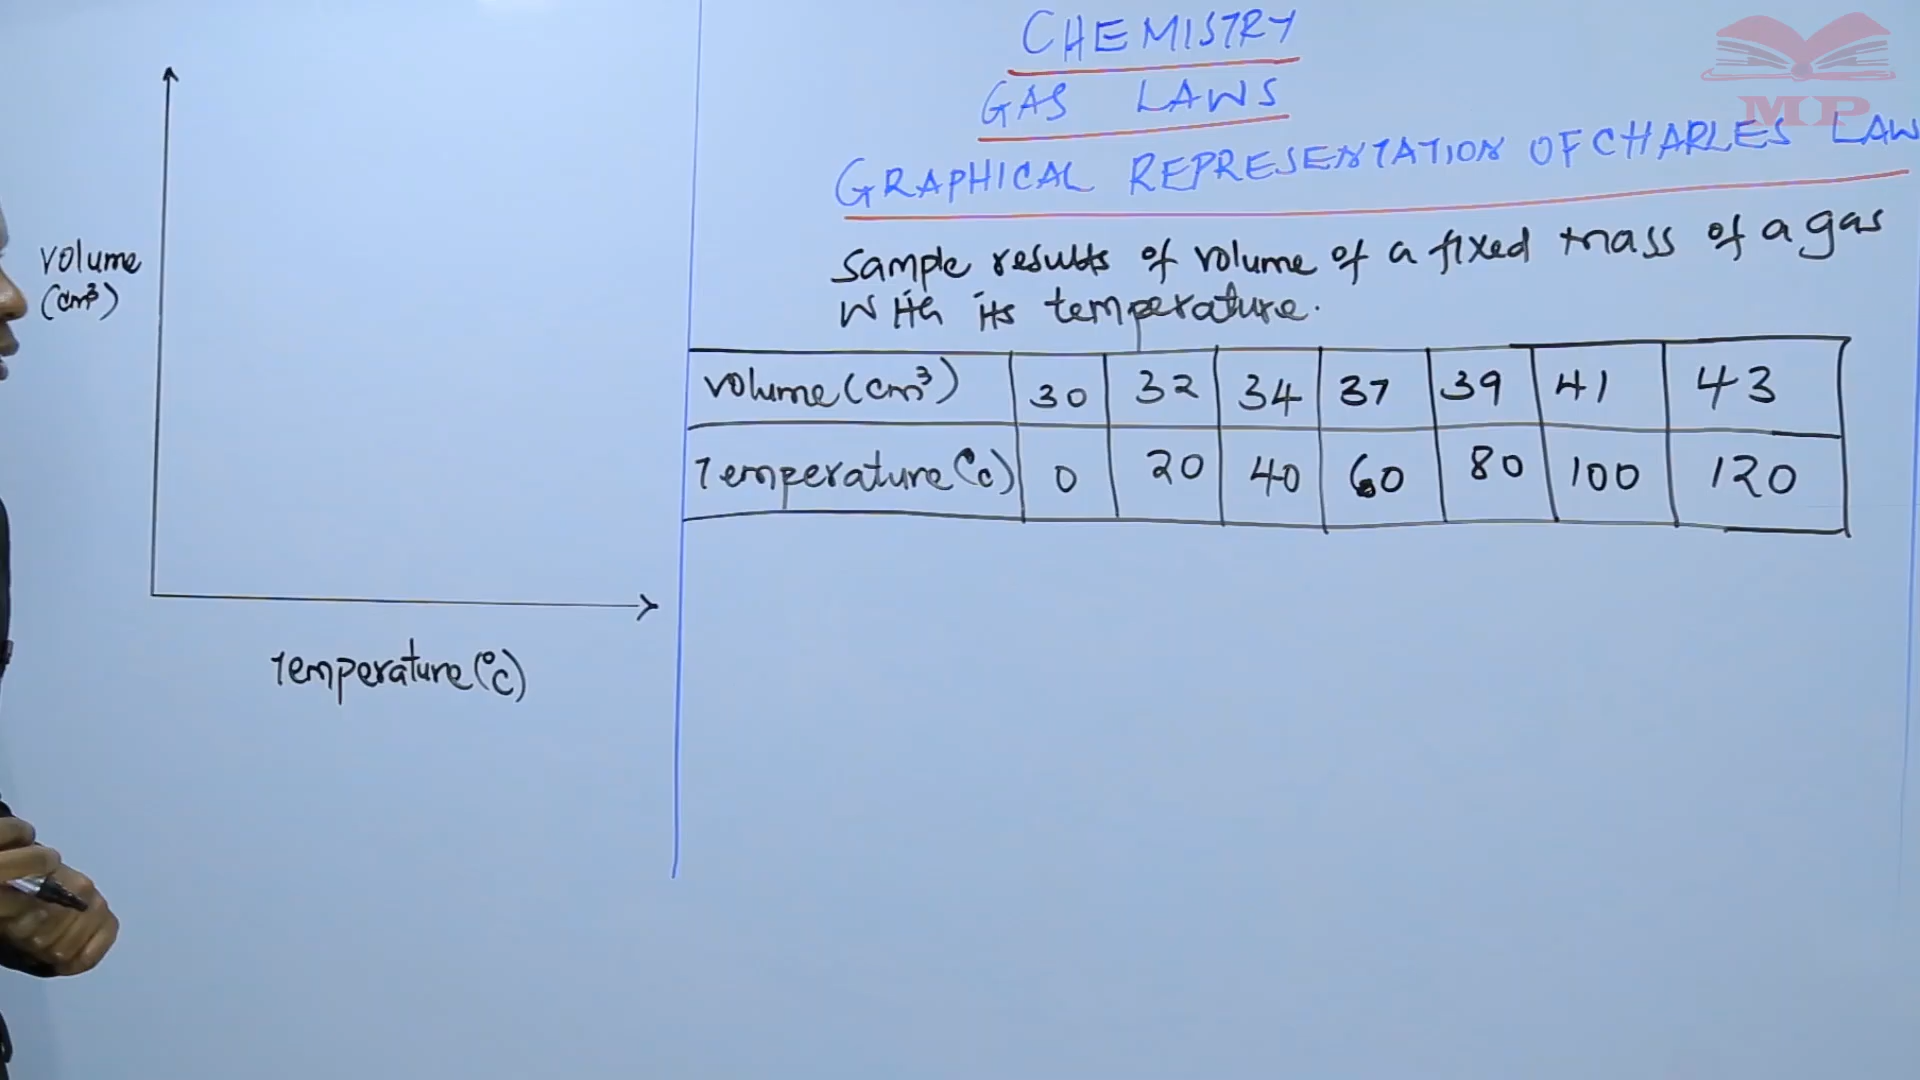 CHEMISTRY
GAS LAWS
GRAPHICAL REPRESENTATION OF CHARLES LAW
MP
Sample results of volume of a fixed mass of a gas
with its temperature.
Volume (cm³) 30 32 34 37 39 41 43
Temperature (°C) 0 20 40 60 80 100 120
Volume
(cm³)
Temperature (°C)